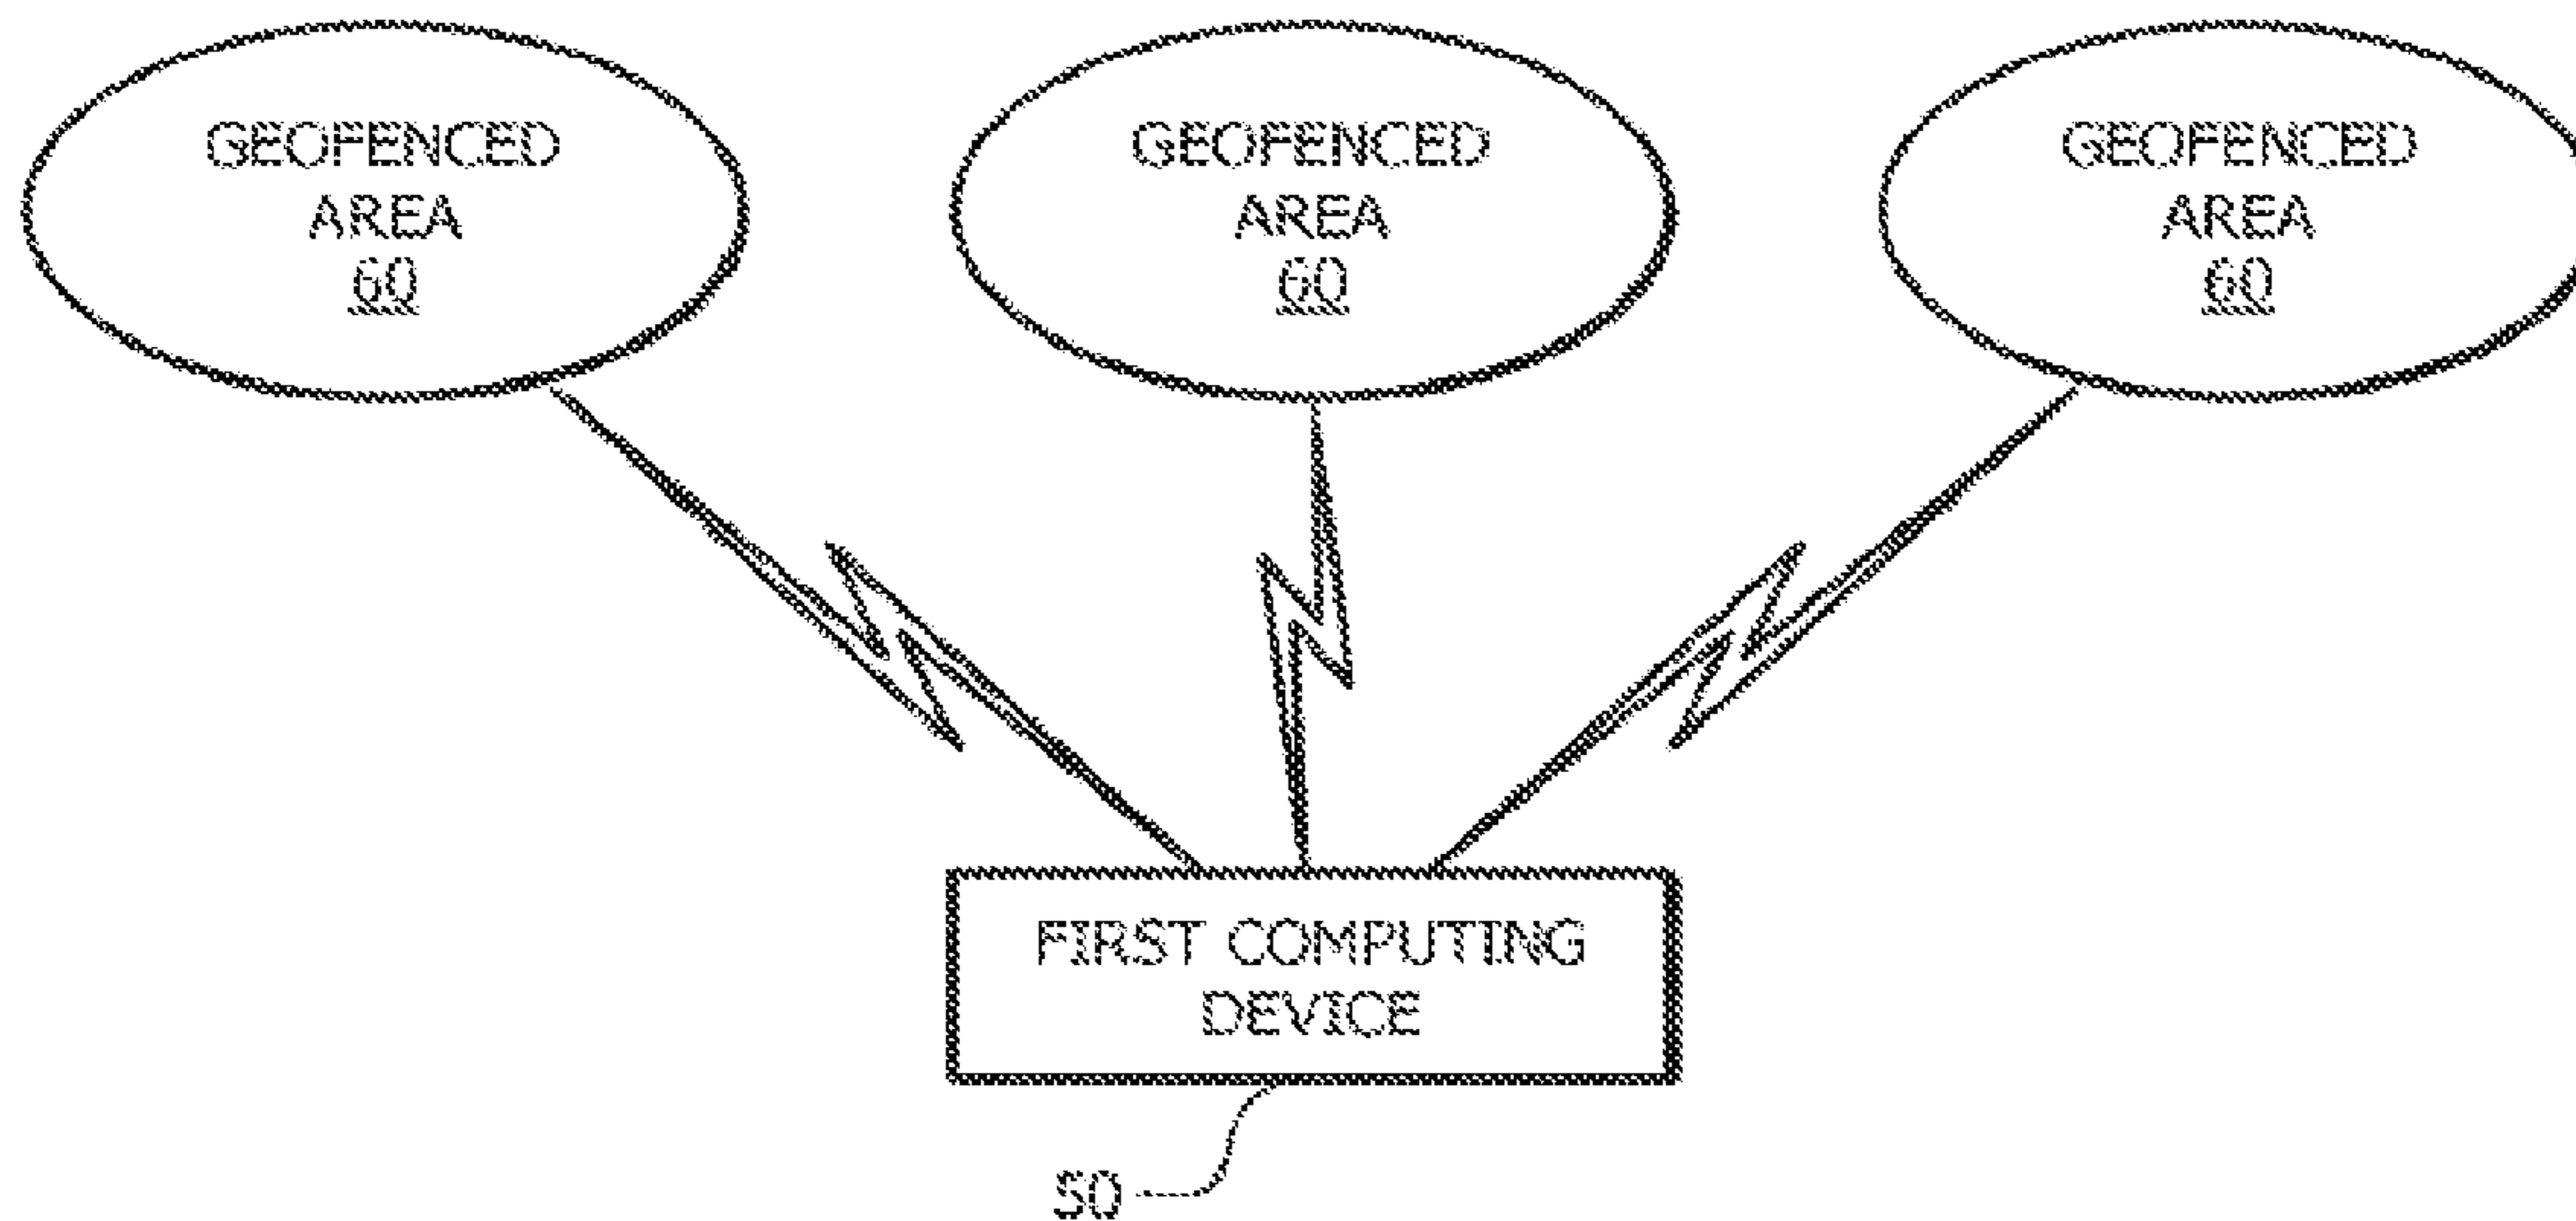 GEOFENCED
AREA
60
GEOFENCED
AREA
60
GEOFENCED
AREA
60
FIRST COMPUTING
DEVICE
50